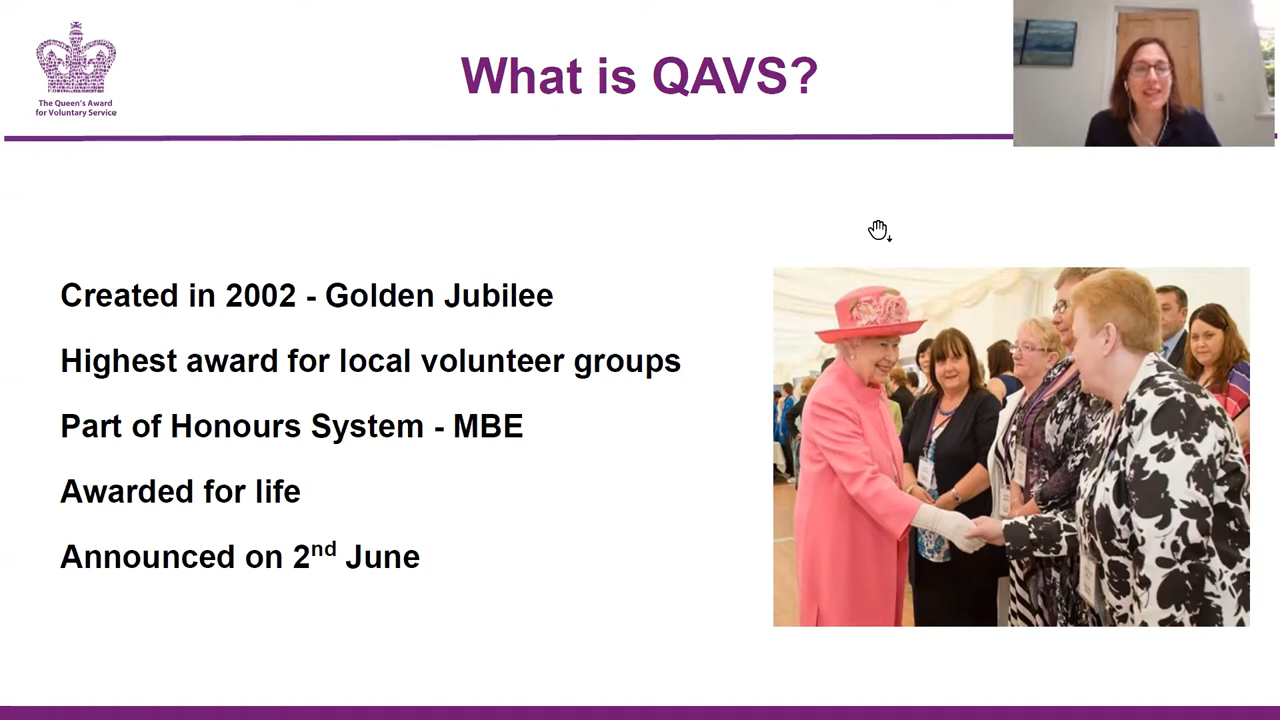 The Queen's Award
for Voluntary Service
What is QAVS?
Created in 2002 - Golden Jubilee
Highest award for local volunteer groups
Part of Honours System - MBE
Awarded for life
Announced on 2nd June